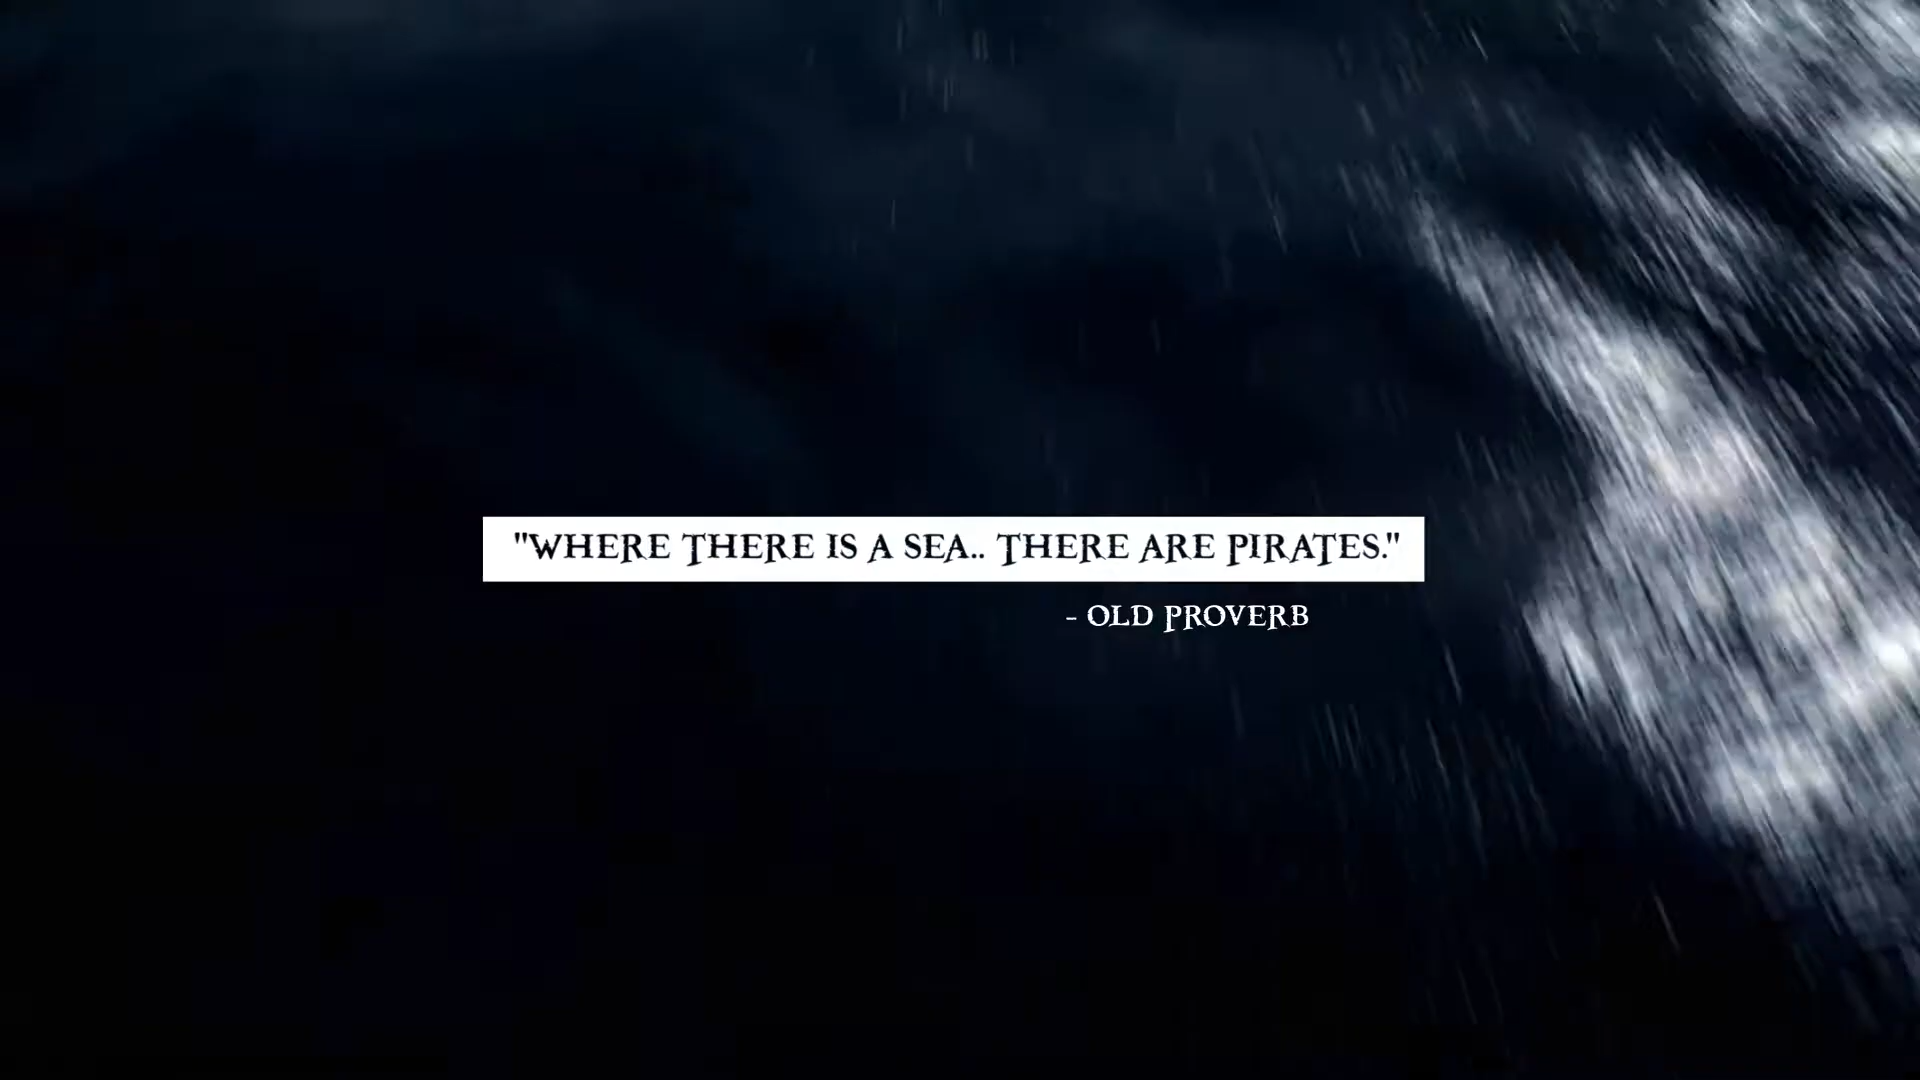 "WHERE THERE IS A SEA.. THERE ARE PIRATES."
- OLD PROVERB